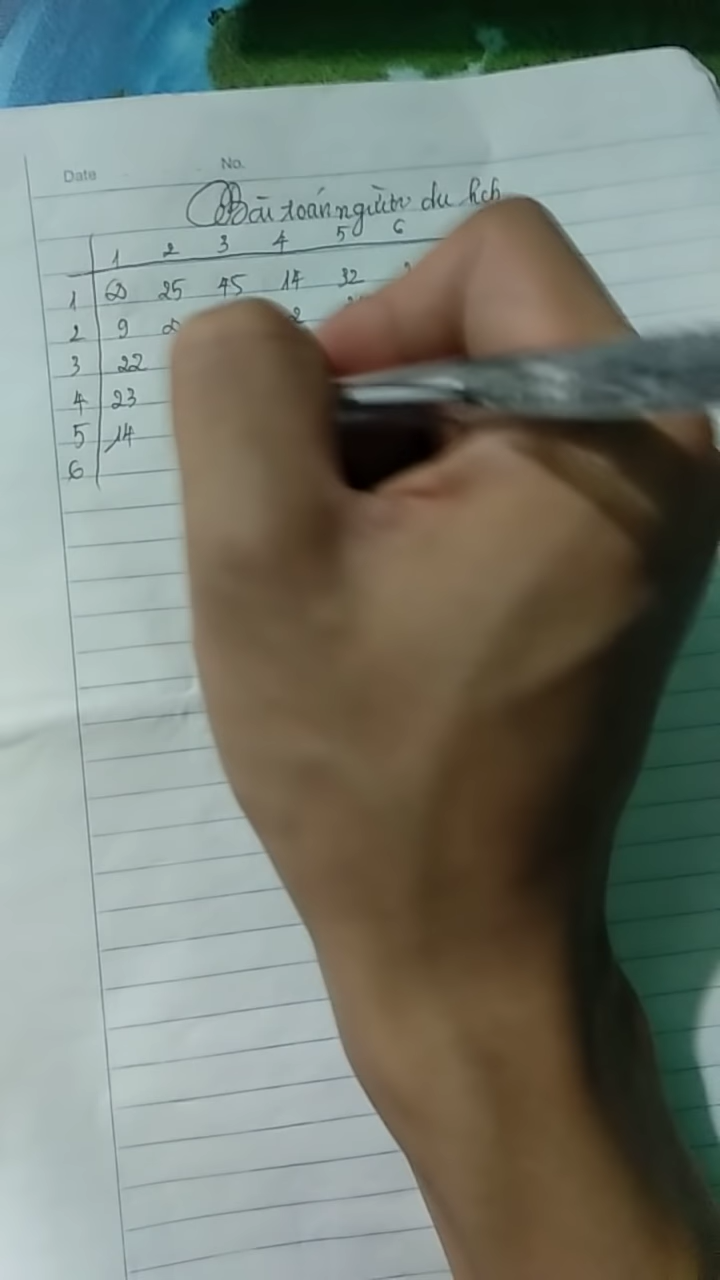 Date No.
Bài toán người du lịch
1 2 3 4 5 6
1 ∞ 25 45 14 32
2 9 ∞ 2
3 22
4 23
5 14
6